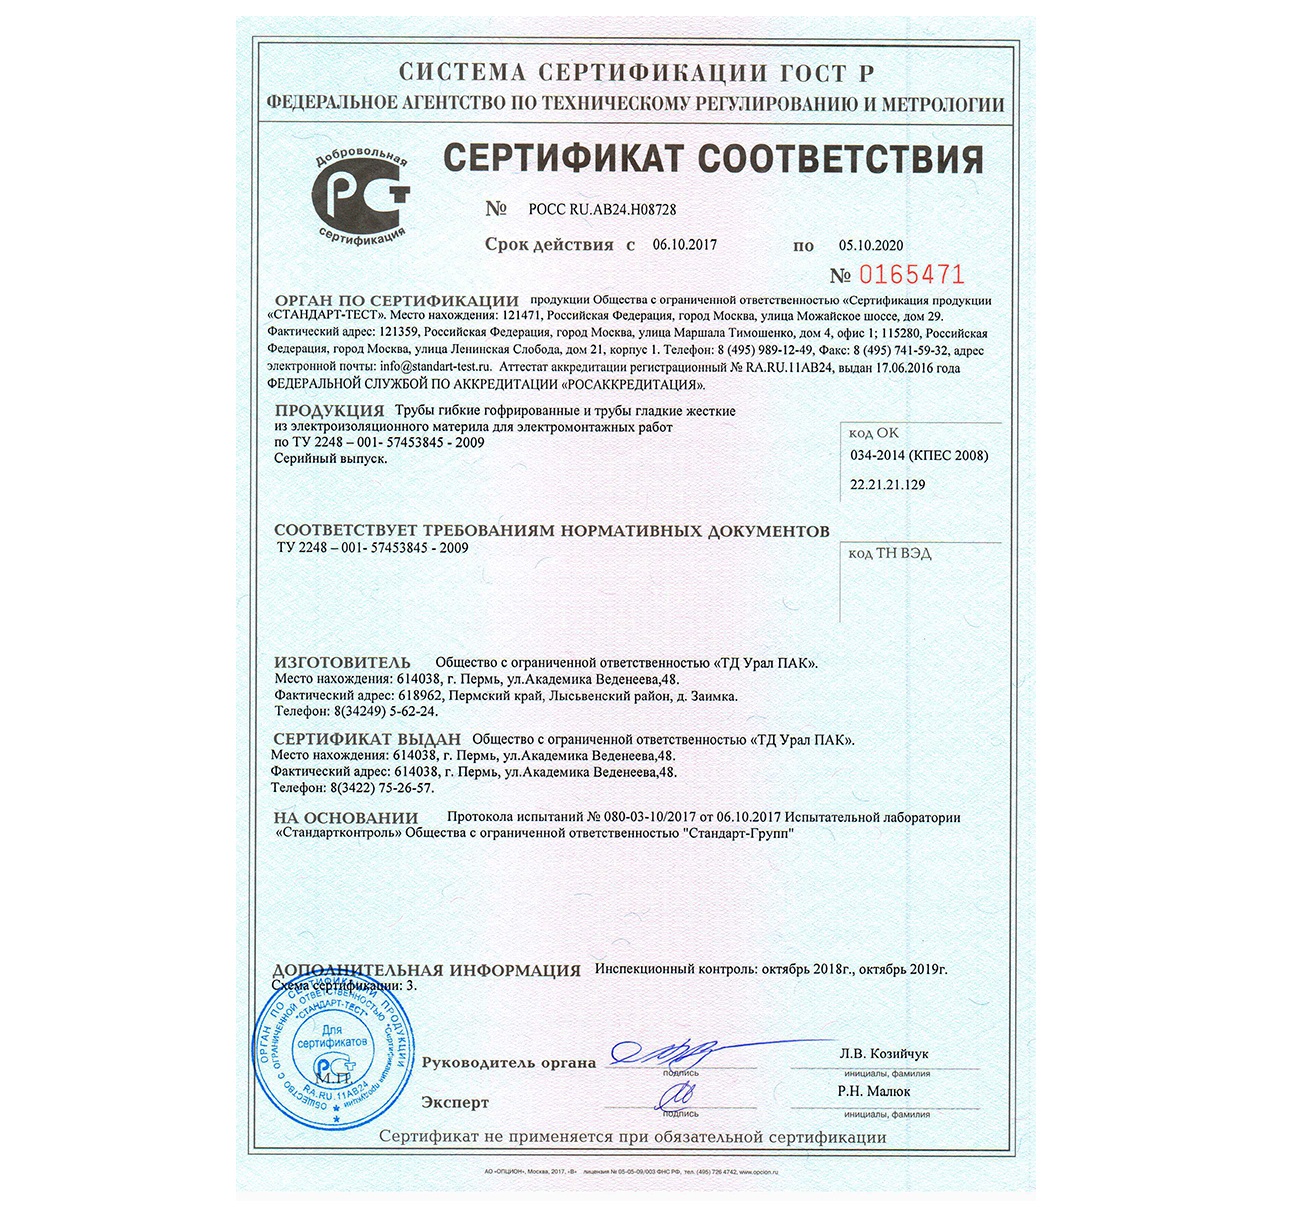 СИСТЕМА СЕРТИФИКАЦИИ ГОСТ Р
ФЕДЕРАЛЬНОЕ АГЕНТСТВО ПО ТЕХНИЧЕСКОМУ РЕГУЛИРОВАНИЮ И МЕТРОЛОГИИ
Добровольная
РСТ
сертификация
СЕРТИФИКАТ СООТВЕТСТВИЯ
№ РОСС RU.АВ24.Н08728
Срок действия с 06.10.2017 по 05.10.2020
№ 0165471
ОРГАН ПО СЕРТИФИКАЦИИ продукции Общества с ограниченной ответственностью «Сертификация продукции
«СТАНДАРТ-ТЕСТ». Место нахождения: 121471, Российская Федерация, город Москва, улица Можайское шоссе, дом 29.
Фактический адрес: 121359, Российская Федерация, город Москва, улица Маршала Тимошенко, дом 4, офис 1; 115280, Российская
Федерация, город Москва, улица Ленинская Слобода, дом 21, корпус 1. Телефон: 8 (495) 989-12-49, Факс: 8 (495) 741-59-32, адрес
электронной почты: info@standart-test.ru. Аттестат аккредитации регистрационный № RA.RU.11АВ24, выдан 17.06.2016 года
ФЕДЕРАЛЬНОЙ СЛУЖБОЙ ПО АККРЕДИТАЦИИ «РОСАККРЕДИТАЦИЯ».
ПРОДУКЦИЯ Трубы гибкие гофрированные и трубы гладкие жесткие
из электроизоляционного материла для электромонтажных работ
по ТУ 2248 – 001- 57453845 - 2009
Серийный выпуск.
код ОК
034-2014 (КПЕС 2008)
22.21.21.129
СООТВЕТСТВУЕТ ТРЕБОВАНИЯМ НОРМАТИВНЫХ ДОКУМЕНТОВ
ТУ 2248 – 001- 57453845 - 2009
код ТН ВЭД
ИЗГОТОВИТЕЛЬ Общество с ограниченной ответственностью «ТД Урал ПАК».
Место нахождения: 614038, г. Пермь, ул.Академика Веденеева,48.
Фактический адрес: 618962, Пермский край, Лысьвенский район, д. Заимка.
Телефон: 8(34249) 5-62-24.
СЕРТИФИКАТ ВЫДАН Общество с ограниченной ответственностью «ТД Урал ПАК».
Место нахождения: 614038, г. Пермь, ул.Академика Веденеева,48.
Фактический адрес: 614038, г. Пермь, ул.Академика Веденеева,48.
Телефон: 8(3422) 75-26-57.
НА ОСНОВАНИИ Протокола испытаний № 080-03-10/2017 от 06.10.2017 Испытательной лаборатории
«Стандартконтроль» Общества с ограниченной ответственностью "Стандарт-Групп"
ДОПОЛНИТЕЛЬНАЯ ИНФОРМАЦИЯ Инспекционный контроль: октябрь 2018г., октябрь 2019г.
Схема сертификации: 3.
ОРГАН ПО СЕРТИФИКАЦИИ ПРОДУКЦИИ
ОБЩЕСТВО С ОГРАНИЧЕННОЙ ОТВЕТСТВЕННОСТЬЮ "Сертификация продукции
"СТАНДАРТ-ТЕСТ"
Для
сертификатов
РСТ
М.П.
RA.RU.11АВ24
Руководитель органа
подпись
Л.В. Козийчук
инициалы, фамилия
Эксперт
подпись
Р.Н. Малюк
инициалы, фамилия
Сертификат не применяется при обязательной сертификации
АО «ОПЦИОН», Москва, 2017, «В» лицензия № 05-05-09/003 ФНС РФ, тел. (495) 726 4742, www.opcion.ru